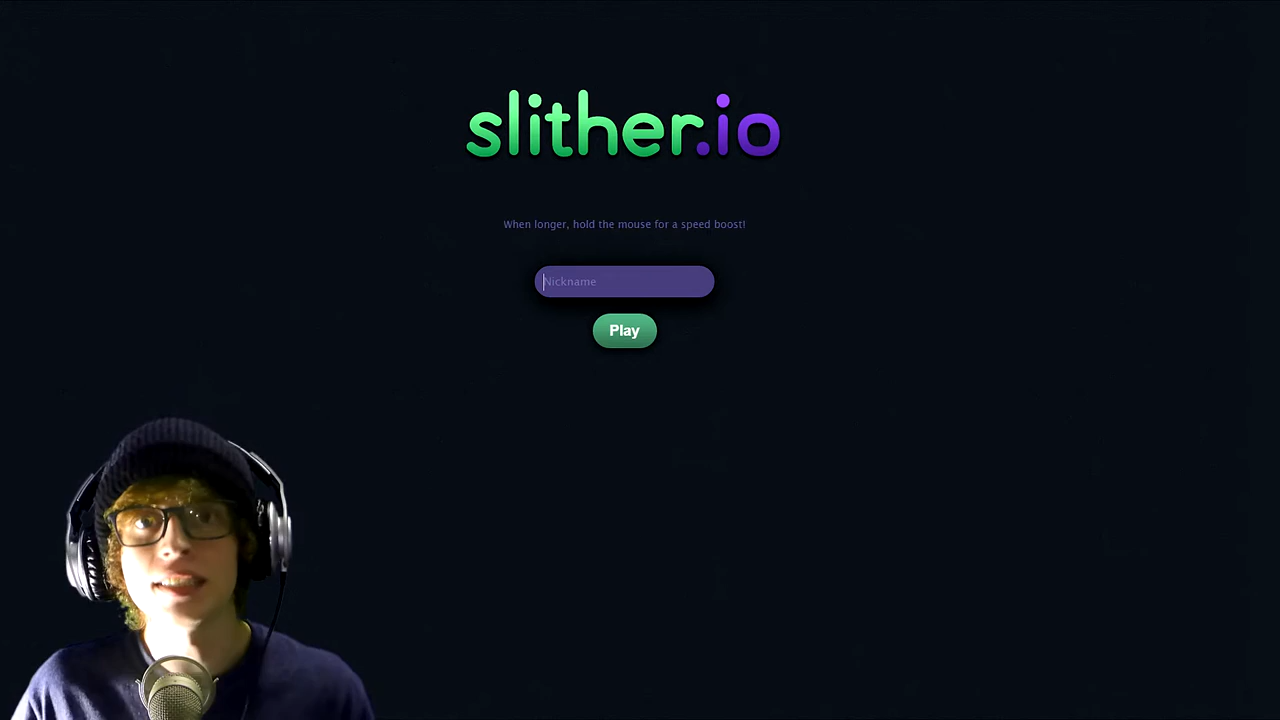 slither.io
When longer, hold the mouse for a speed boost!
Nickname
Play